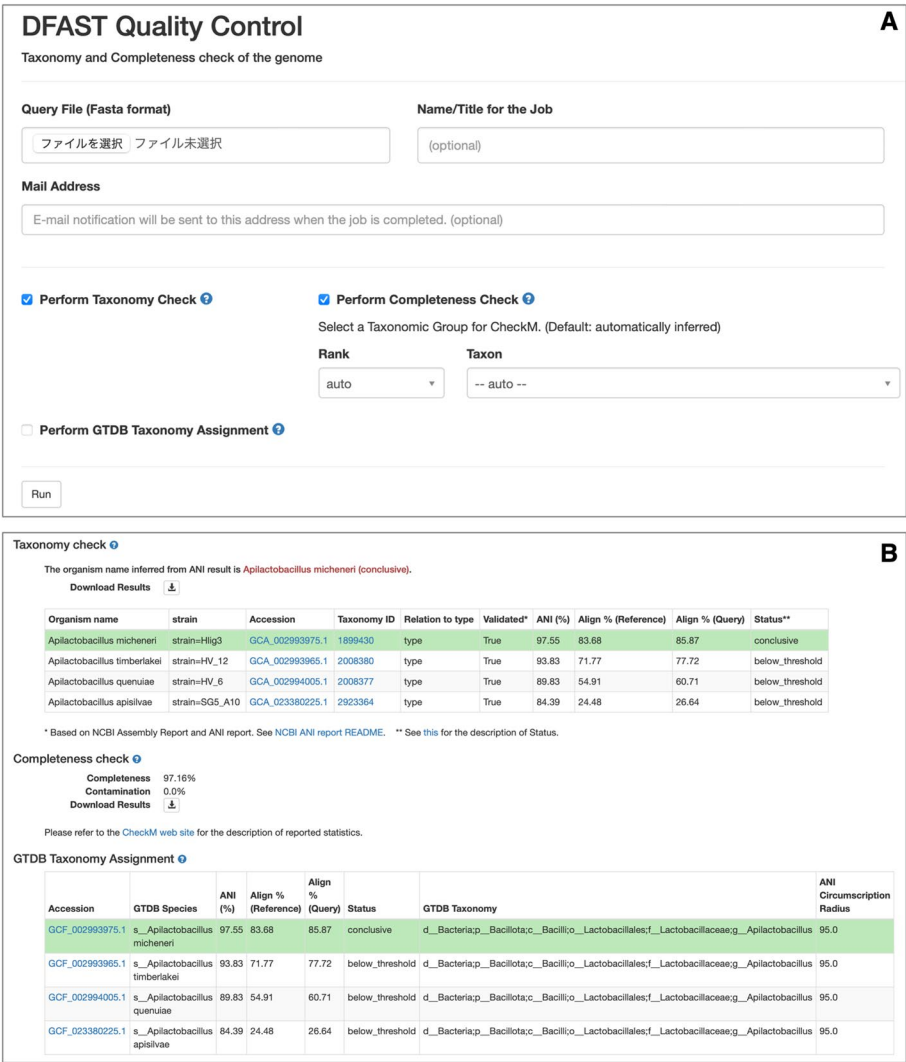 A
DFAST Quality Control
Taxonomy and Completeness check of the genome
Query File (Fasta format)
Name/Title for the Job
ファイルを選択 ファイル未選択
(optional)
Mail Address
E-mail notification will be sent to this address when the job is completed. (optional)
Perform Taxonomy Check ?
Perform Completeness Check ?
Select a Taxonomic Group for CheckM. (Default: automatically inferred)
Rank Taxon
auto -- auto --
Perform GTDB Taxonomy Assignment ?
Run
B
Taxonomy check ?
The organism name inferred from ANI result is Apilactobacillus micheneri (conclusive).
Download Results
Organism name strain Accession Taxonomy ID Relation to type Validated* ANI (%) Align % (Reference) Align % (Query) Status**
Apilactobacillus micheneri strain=Hlig3 GCA_002993975.1 1899430 type True 97.55 83.68 85.87 conclusive
Apilactobacillus timberlakei strain=HV_12 GCA_002993965.1 2008380 type True 93.83 71.77 77.72 below_threshold
Apilactobacillus quenuiae strain=HV_6 GCA_002994005.1 2008377 type True 89.83 54.91 60.71 below_threshold
Apilactobacillus apisilvae strain=SG5_A10 GCA_023380225.1 2923364 type True 84.39 24.48 26.64 below_threshold
* Based on NCBI Assembly Report and ANI report. See NCBI ANI report README. ** See this for the description of Status.
Completeness check ?
Completeness 97.16%
Contamination 0.0%
Download Results
Please refer to the CheckM web site for the description of reported statistics.
GTDB Taxonomy Assignment ?
Accession GTDB Species ANI (%) Align % (Reference) Align % (Query) Status GTDB Taxonomy ANI Circumscription Radius
GCF_002993975.1 s__Apilactobacillus micheneri 97.55 83.68 85.87 conclusive d__Bacteria;p__Bacillota;c__Bacilli;o__Lactobacillales;f__Lactobacillaceae;g__Apilactobacillus 95.0
GCF_002993965.1 s__Apilactobacillus timberlakei 93.83 71.77 77.72 below_threshold d__Bacteria;p__Bacillota;c__Bacilli;o__Lactobacillales;f__Lactobacillaceae;g__Apilactobacillus 95.0
GCF_002994005.1 s__Apilactobacillus quenuiae 89.83 54.91 60.71 below_threshold d__Bacteria;p__Bacillota;c__Bacilli;o__Lactobacillales;f__Lactobacillaceae;g__Apilactobacillus 95.0
GCF_023380225.1 s__Apilactobacillus apisilvae 84.39 24.48 26.64 below_threshold d__Bacteria;p__Bacillota;c__Bacilli;o__Lactobacillales;f__Lactobacillaceae;g__Apilactobacillus 95.0